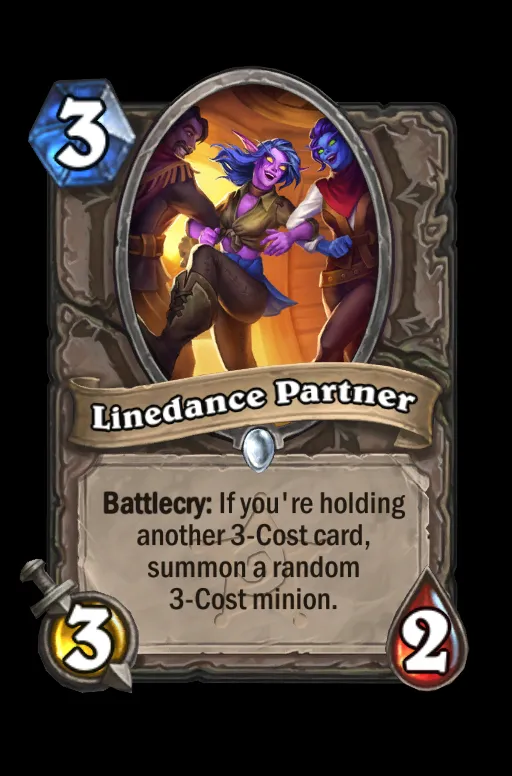 3
Linedance Partner
Battlecry: If you're holding
another 3-Cost card,
summon a random
3-Cost minion.
3
2